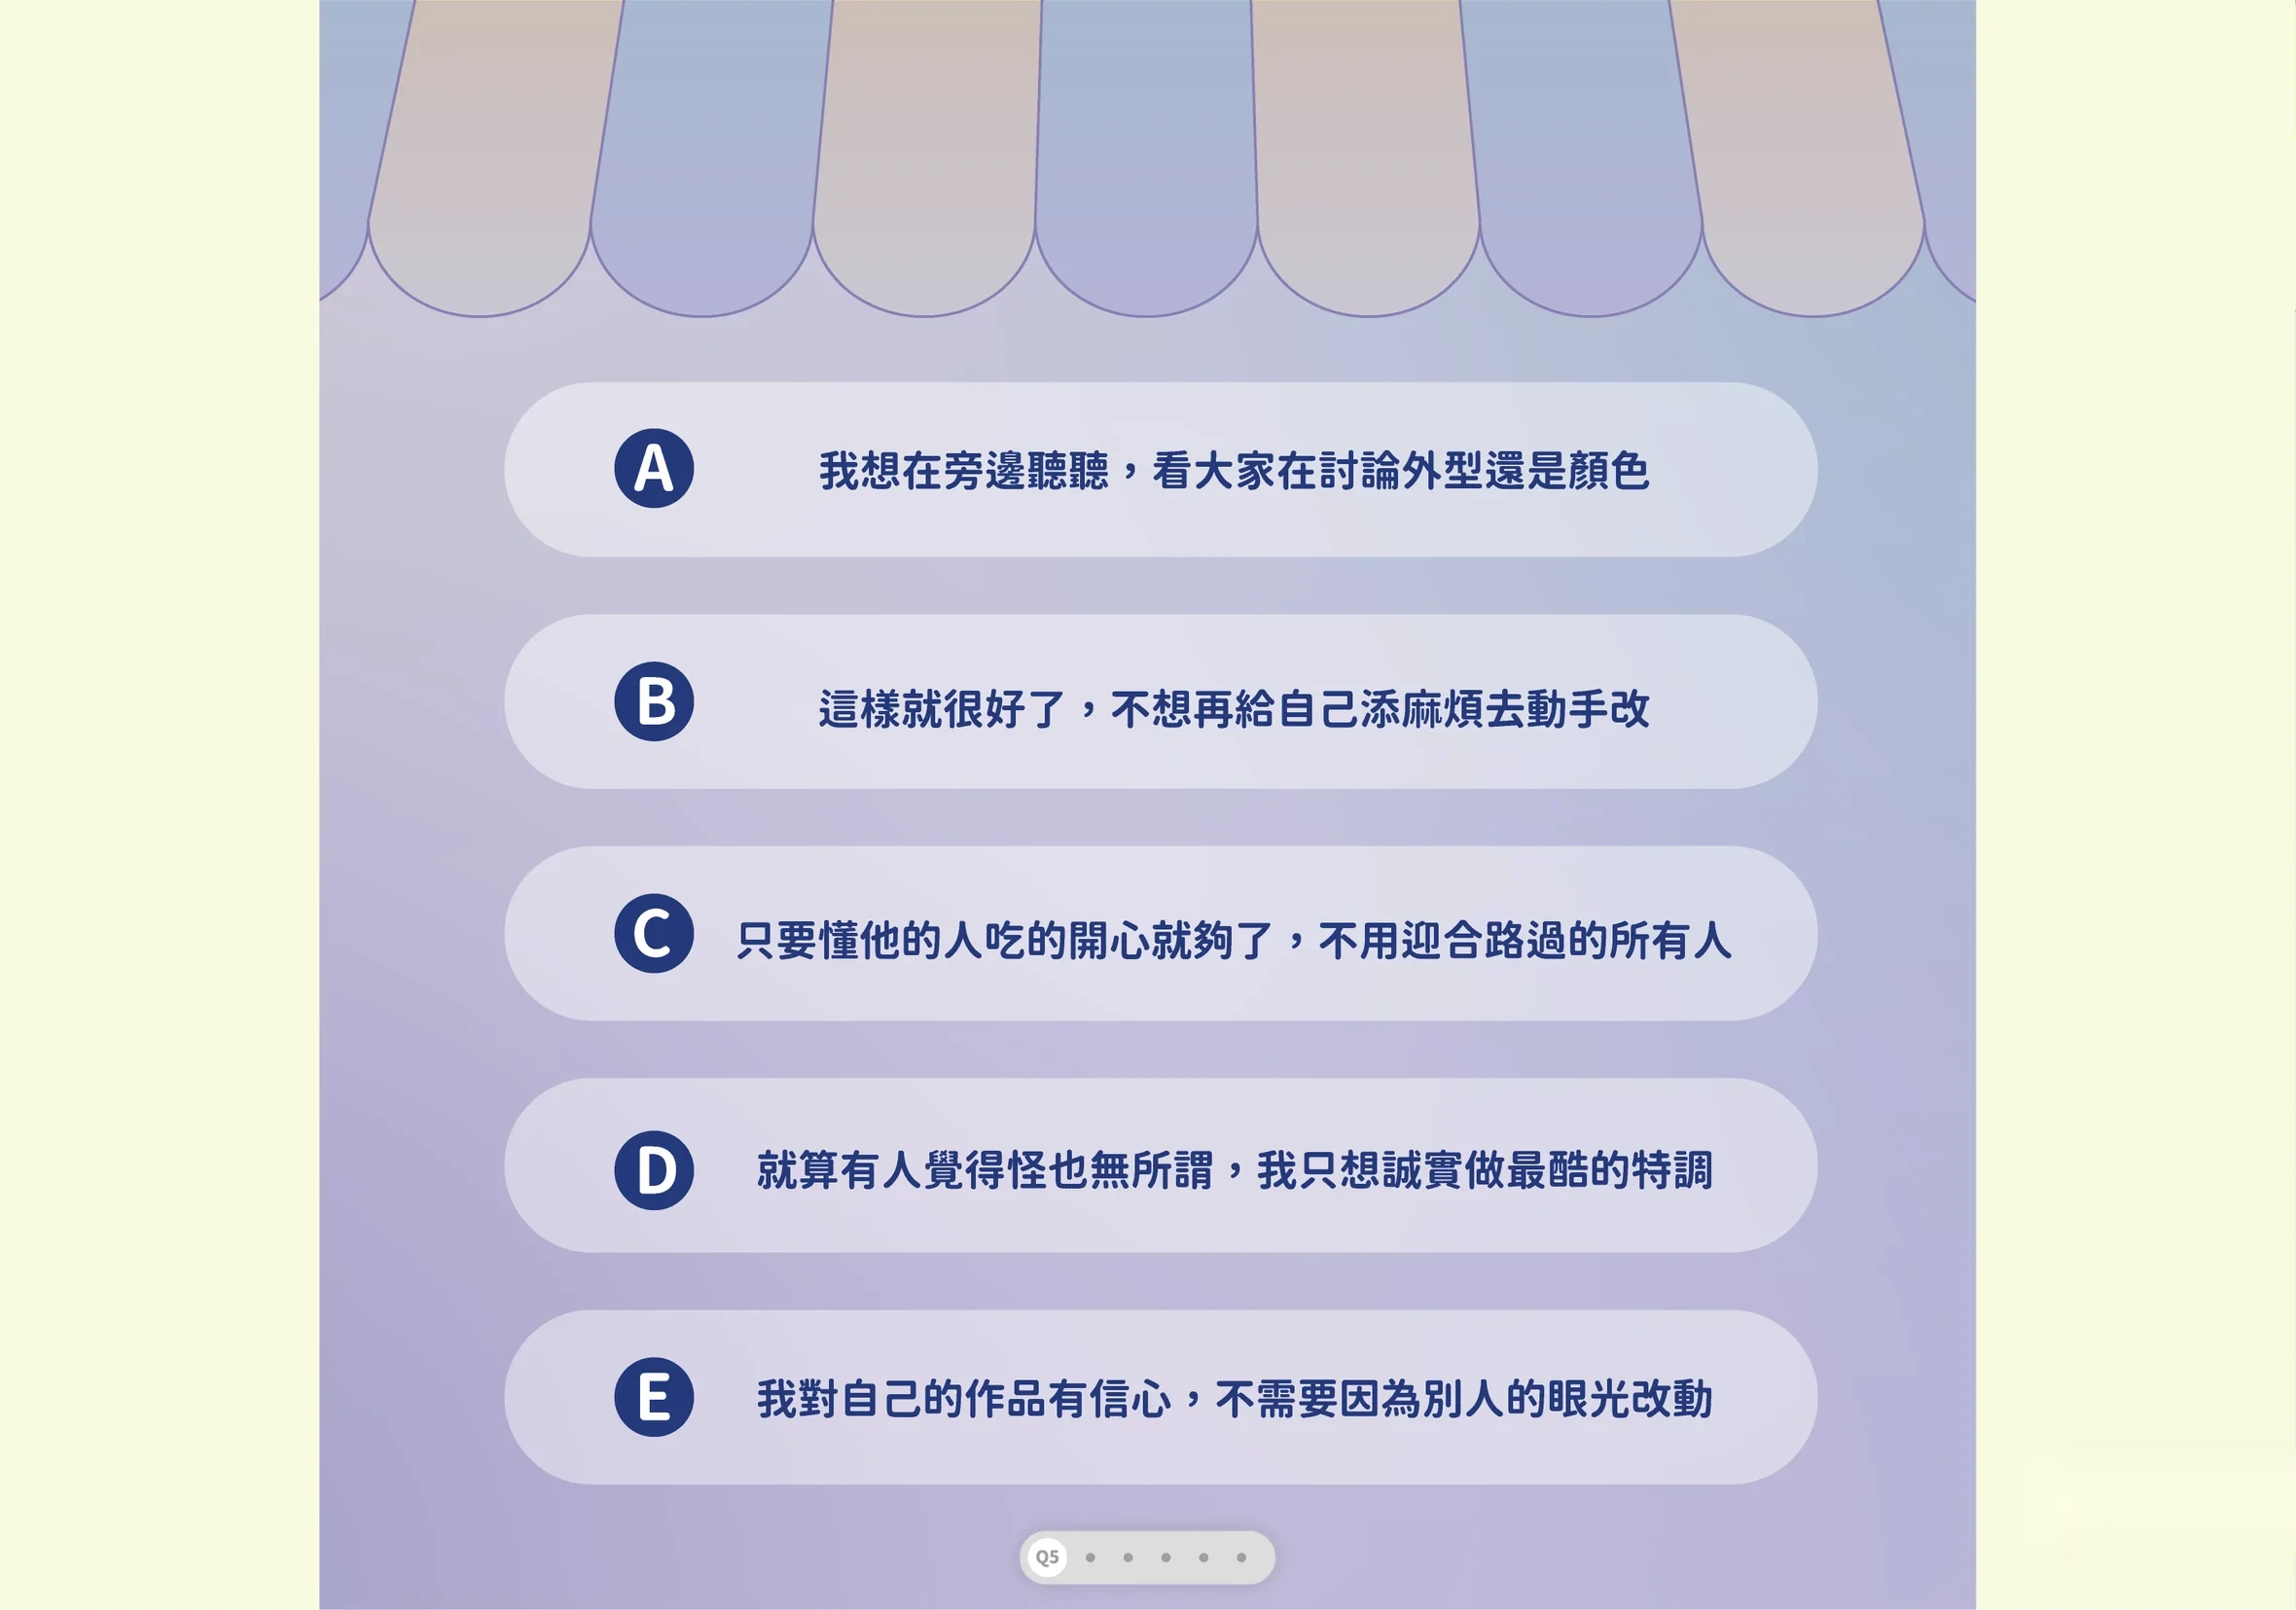 A 我想在旁邊聽聽，看大家在討論外型還是顏色
B 這樣就很好了，不想再給自己添麻煩去動手改
C 只要懂他的人吃的開心就夠了，不用迎合路過的所有人
D 就算有人覺得怪也無所謂，我只想誠實做最酷的特調
E 我對自己的作品有信心，不需要因為別人的眼光改動
Q5